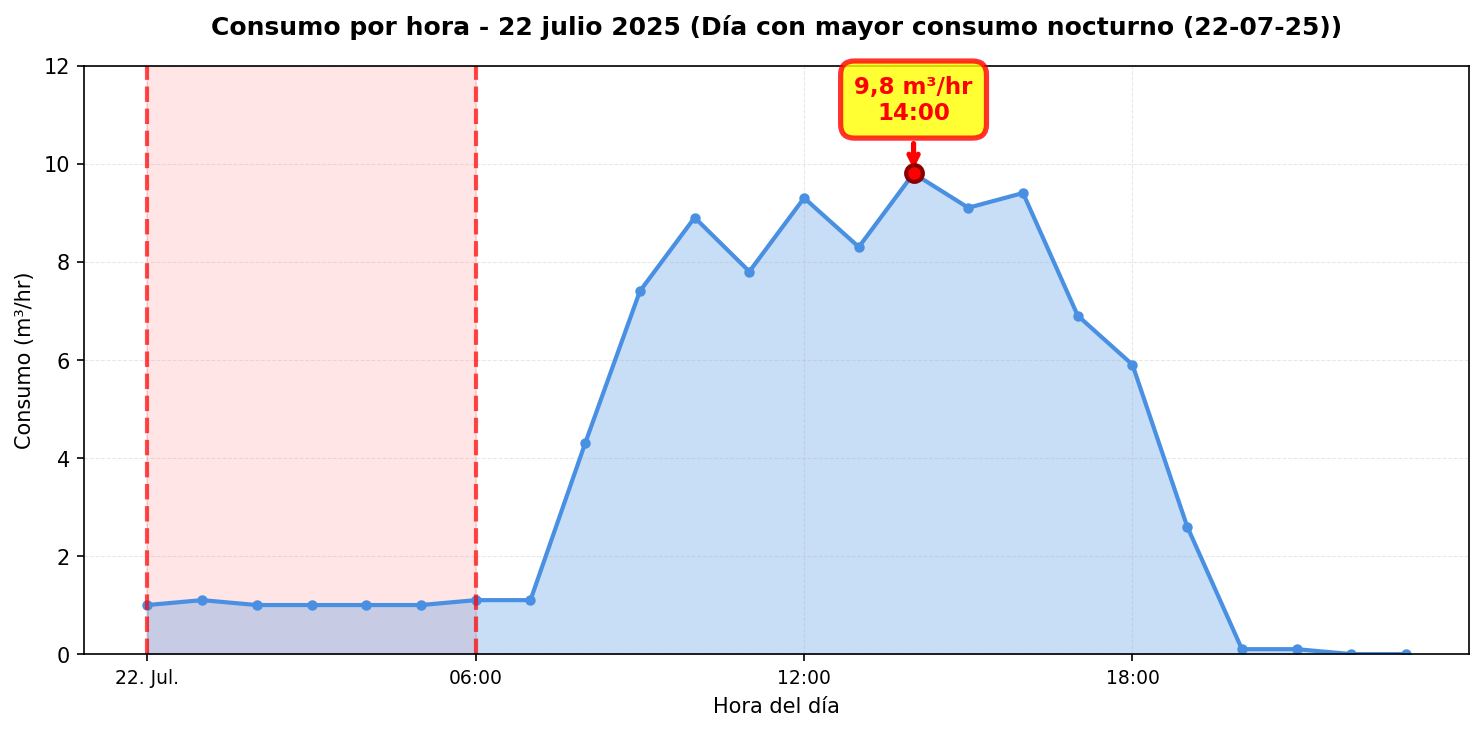 Consumo por hora - 22 julio 2025 (Día con mayor consumo nocturno (22-07-25))
9,8 m³/hr
14:00
Consumo (m³/hr)
12
10
8
6
4
2
0
22. Jul.
06:00
12:00
18:00
Hora del día